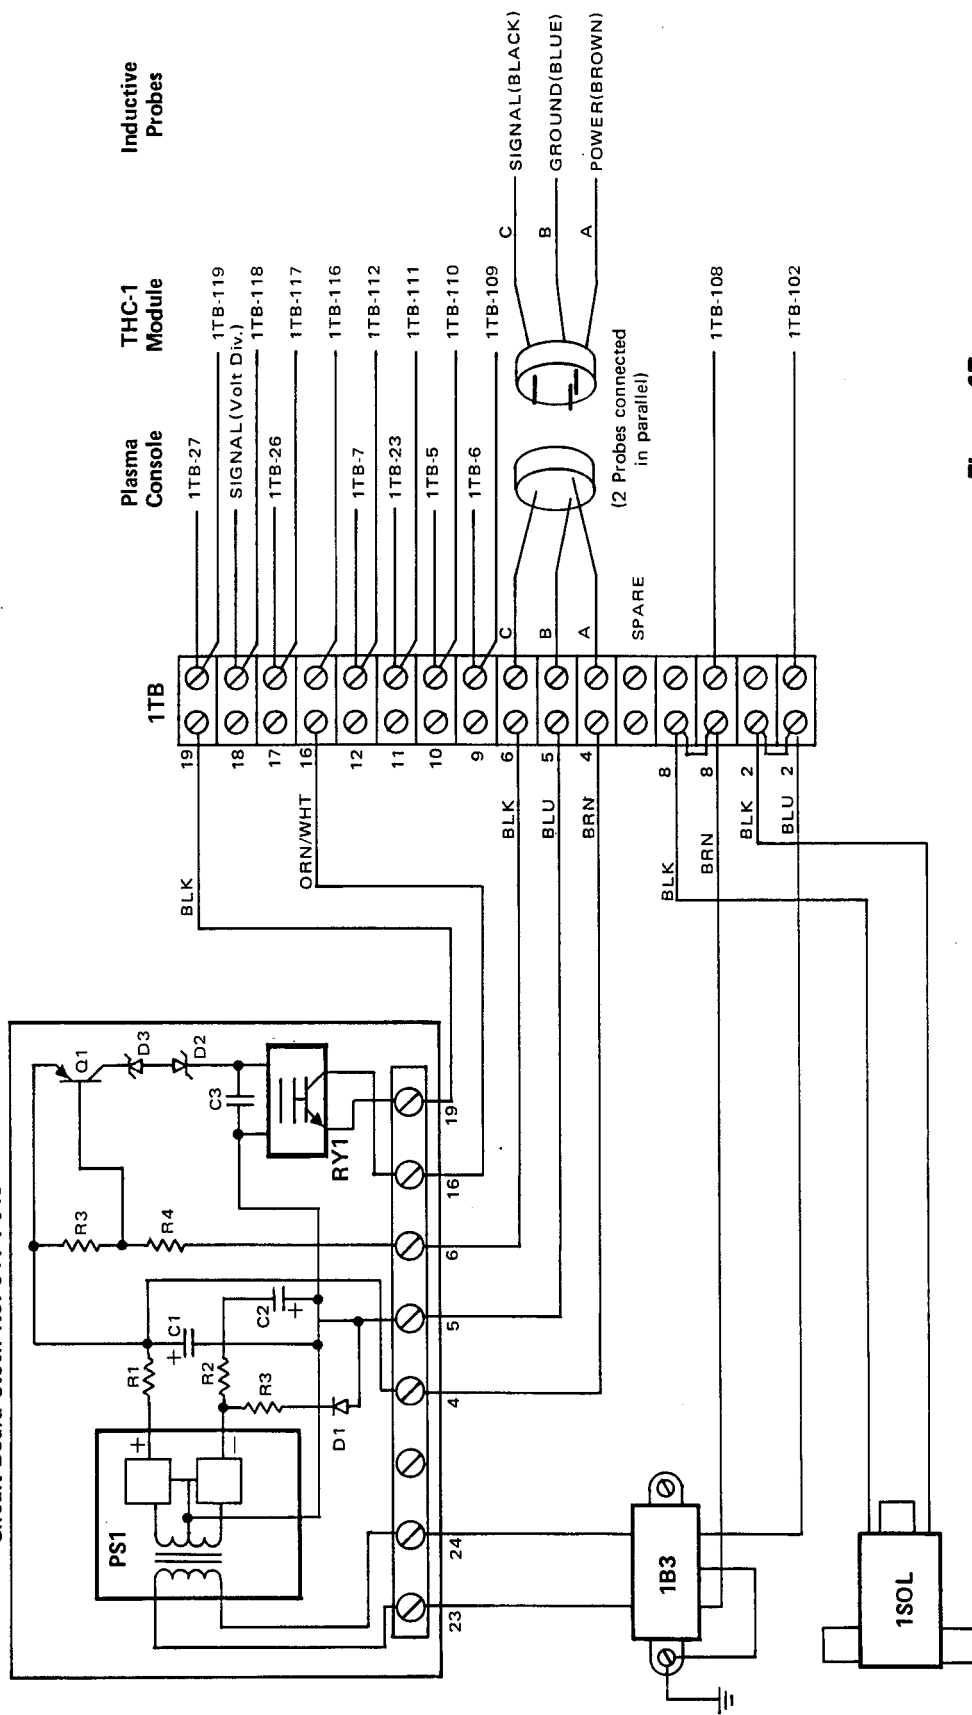 Inductive
Probes
THC-1
Module
Plasma
Console
SIGNAL(BLACK)
GROUND(BLUE)
POWER(BROWN)
C
B
A
1TB-119
1TB-118
1TB-117
1TB-116
1TB-112
1TB-111
1TB-110
1TB-109
1TB-108
1TB-102
1TB-27
SIGNAL(Volt Div.)
1TB-26
1TB-7
1TB-23
1TB-5
1TB-6
(2 Probes connected
in parallel)
C
B
A
SPARE
1TB
19
18
17
16
12
11
10
9
6
5
4
8
8
2
2
BLK
ORN/WHT
BLK
BLU
BRN
BLK
BRN
BLK
BLU
Q1
D3
D2
C3
RY1
R3
R4
C2
+
C1
+
R1
R2
R3
D1
+
−
PS1
19
16
6
5
4
24
23
1B3
1SOL